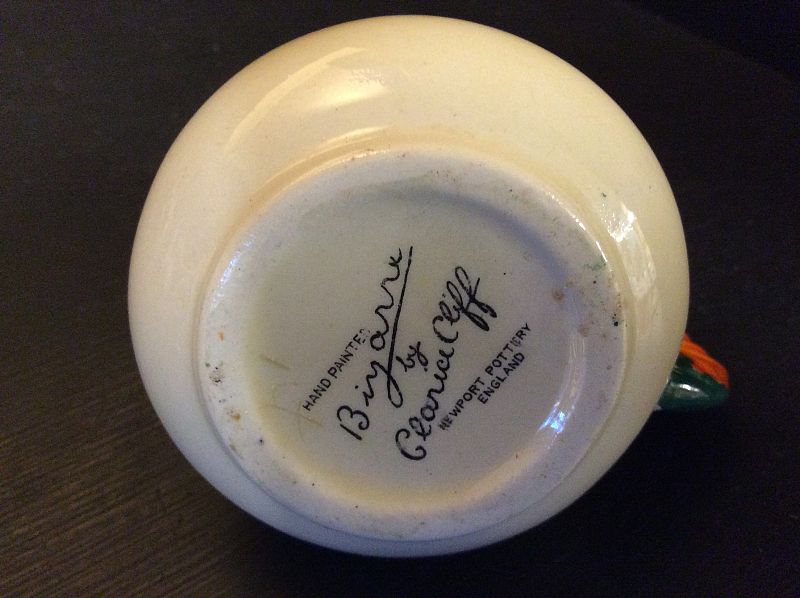 HAND PAINTED
Bizarre
by
Clarice Cliff
NEWPORT POTTERY
ENGLAND